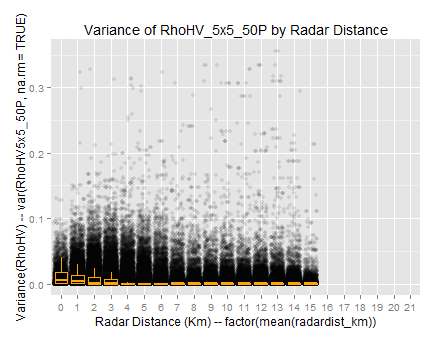 Variance of RhoHV_5x5_50P by Radar Distance
Variance(RhoHV) -- var(RhoHV5x5_50P, na.rm= TRUE)
0.3
0.2
0.1
0.0
0 1 2 3 4 5 6 7 8 9 10 11 12 13 14 15 16 17 18 19 20 21
Radar Distance (Km) -- factor(mean(radardist_km))